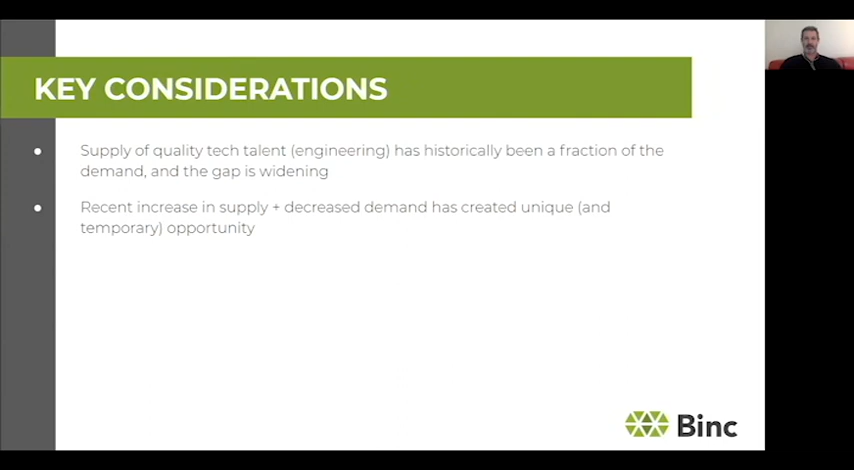 KEY CONSIDERATIONS
● Supply of quality tech talent (engineering) has historically been a fraction of the
demand, and the gap is widening
● Recent increase in supply + decreased demand has created unique (and
temporary) opportunity
Binc